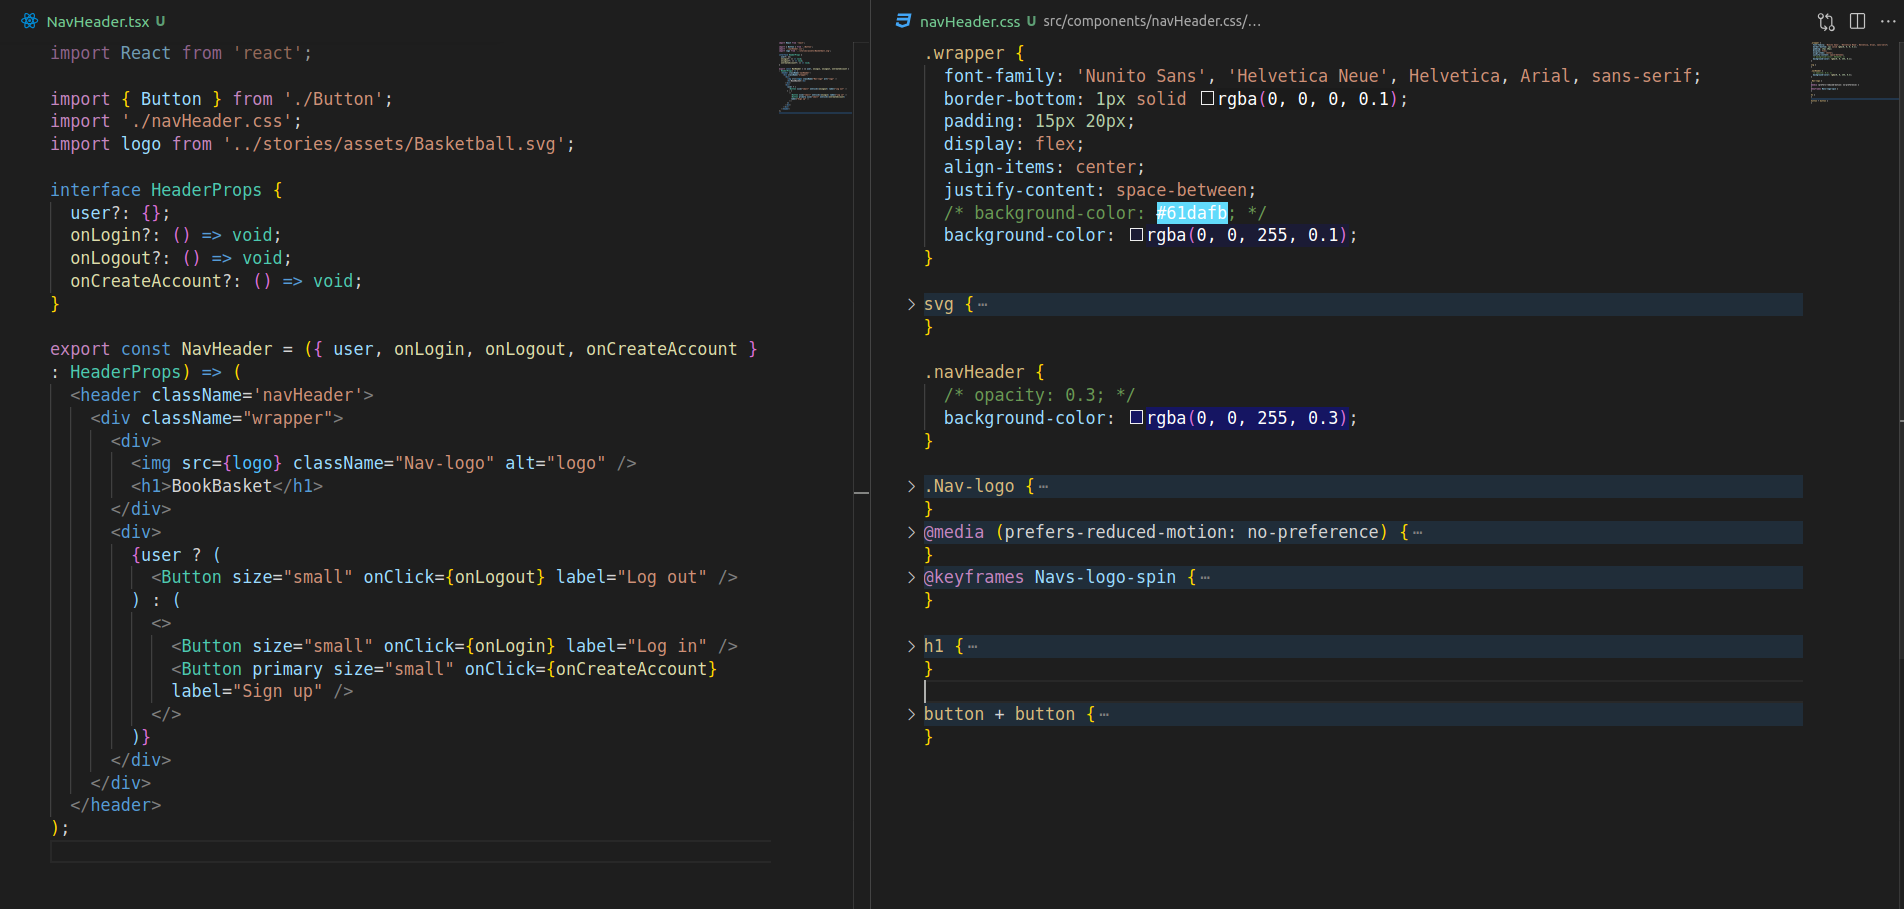 NavHeader.tsx U
import React from 'react';
import { Button } from './Button';
import './navHeader.css';
import logo from '../stories/assets/Basketball.svg';
interface HeaderProps {
user?: {};
onLogin?: () => void;
onLogout?: () => void;
onCreateAccount?: () => void;
}
export const NavHeader = ({ user, onLogin, onLogout, onCreateAccount }
: HeaderProps) => (
<header className='navHeader'>
<div className="wrapper">
<div>
<img src={logo} className="Nav-logo" alt="logo" />
<h1>BookBasket</h1>
</div>
<div>
{user ? (
<Button size="small" onClick={onLogout} label="Log out" />
) : (
<>
<Button size="small" onClick={onLogin} label="Log in" />
<Button primary size="small" onClick={onCreateAccount}
label="Sign up" />
</>
)}
</div>
</div>
</header>
);
navHeader.css U src/components/navHeader.css/...
.wrapper {
font-family: 'Nunito Sans', 'Helvetica Neue', Helvetica, Arial, sans-serif;
border-bottom: 1px solid rgba(0, 0, 0, 0.1);
padding: 15px 20px;
display: flex;
align-items: center;
justify-content: space-between;
/* background-color: #61dafb; */
background-color: rgba(0, 0, 255, 0.1);
}
svg {⋯
}
.navHeader {
/* opacity: 0.3; */
background-color: rgba(0, 0, 255, 0.3);
}
.Nav-logo {⋯
}
@media (prefers-reduced-motion: no-preference) {⋯
}
@keyframes Navs-logo-spin {⋯
}
h1 {⋯
}
button + button {⋯
}